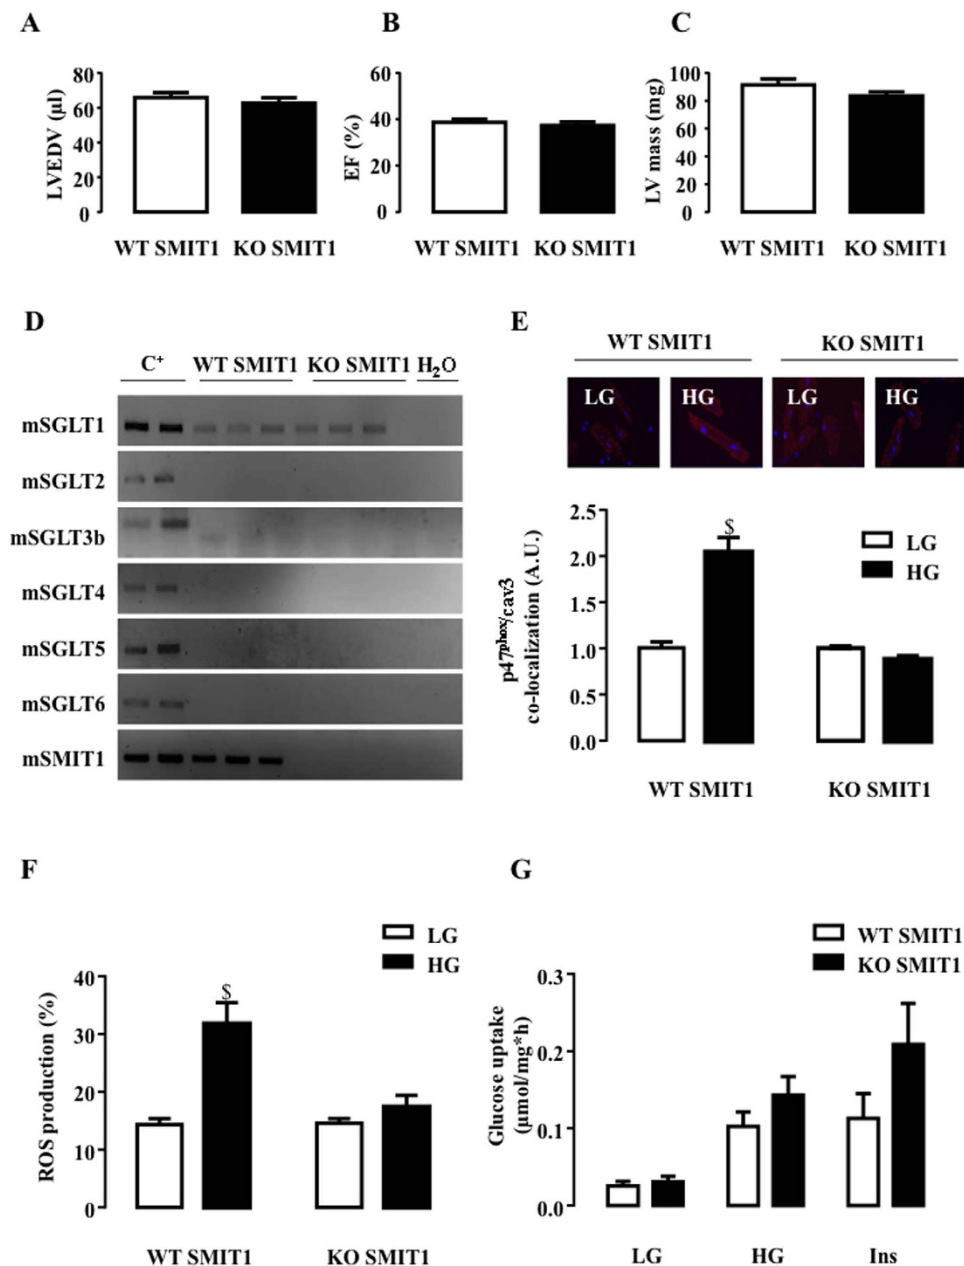 A
LVEDV (µl)
80
60
40
20
0
WT SMIT1 KO SMIT1
B
EF (%)
60
40
20
0
WT SMIT1 KO SMIT1
C
LV mass (mg)
100
80
60
40
20
0
WT SMIT1 KO SMIT1
D
C⁺ WT SMIT1 KO SMIT1 H₂O
mSGLT1
mSGLT2
mSGLT3b
mSGLT4
mSGLT5
mSGLT6
mSMIT1
E
WT SMIT1 KO SMIT1
LG HG LG HG
p47ᵖʰᵒˣ/cav3
co-localization (A.U.)
2.5
2.0
1.5
1.0
0.5
0.0
$
LG
HG
WT SMIT1 KO SMIT1
F
LG
HG
ROS production (%)
40
30
20
10
0
$
WT SMIT1 KO SMIT1
G
WT SMIT1
KO SMIT1
Glucose uptake
(µmol/mg*h)
0.3
0.2
0.1
0.0
LG HG Ins